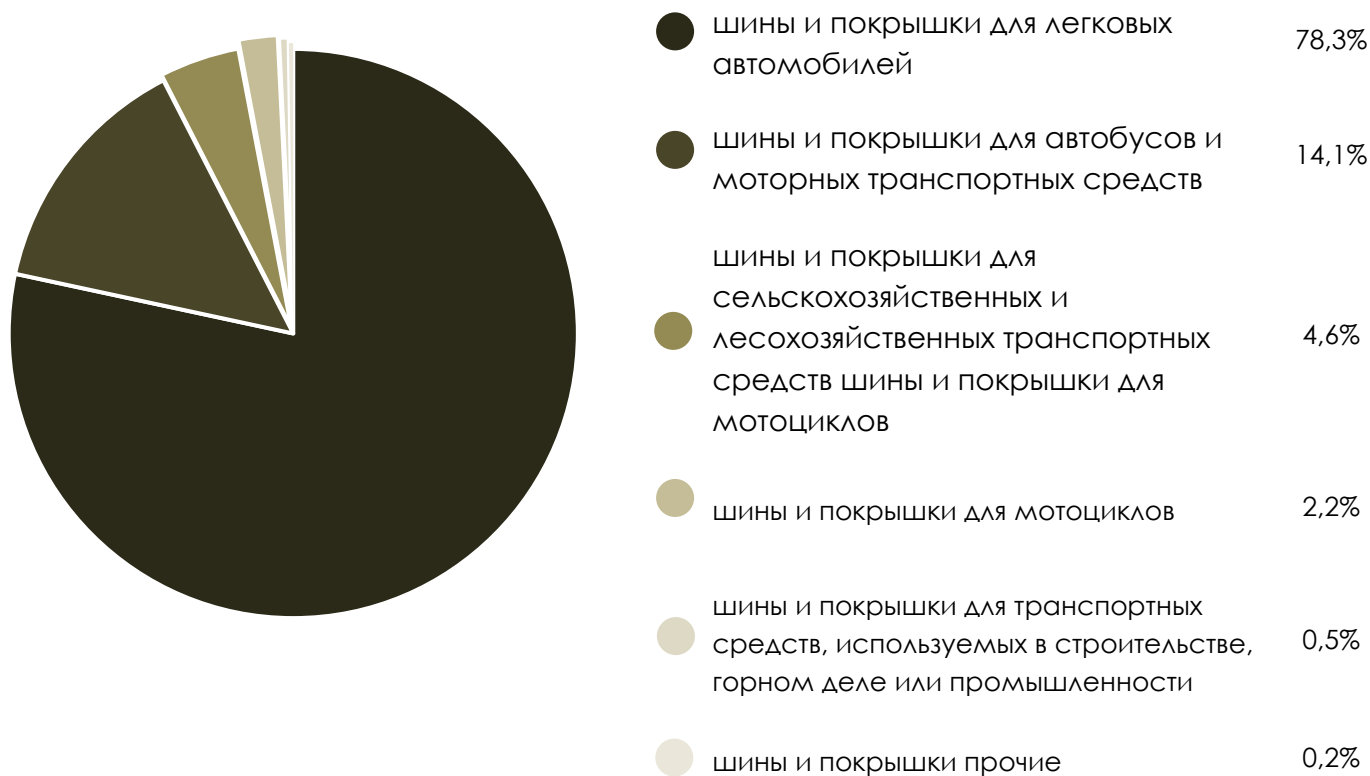 шины и покрышки для легковых
автомобилей
78,3%
шины и покрышки для автобусов и
моторных транспортных средств
14,1%
шины и покрышки для
сельскохозяйственных и
лесохозяйственных транспортных
средств шины и покрышки для
мотоциклов
4,6%
шины и покрышки для мотоциклов
2,2%
шины и покрышки для транспортных
средств, используемых в строительстве,
горном деле или промышленности
0,5%
шины и покрышки прочие
0,2%